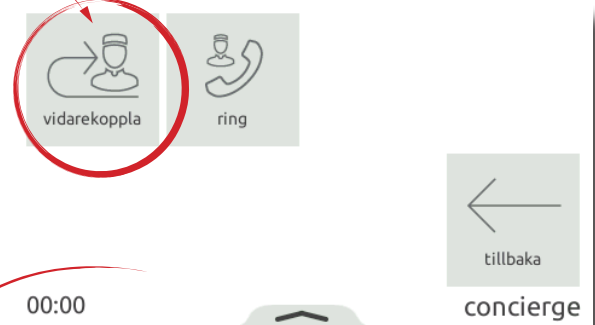 vidarekoppla
ring
tillbaka
00:00
concierge